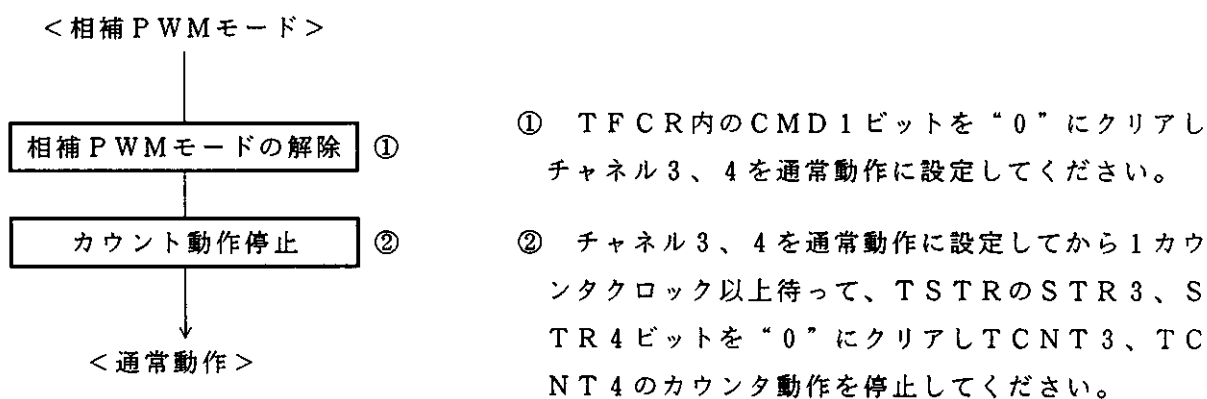 <相補PWMモード>
相補PWMモードの解除 ①
カウント動作停止 ②
<通常動作>
① TFCR内のCMD1ビットを“0”にクリアし
チャネル3、4を通常動作に設定してください。
② チャネル3、4を通常動作に設定してから1カウ
ンタクロック以上待って、TSTRのSTR3、S
TR4ビットを“0”にクリアしTCNT3、TC
NT4のカウンタ動作を停止してください。